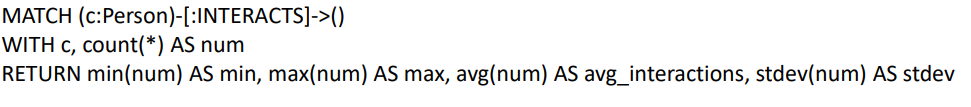 MATCH (c:Person)-[:INTERACTS]->()
WITH c, count(*) AS num
RETURN min(num) AS min, max(num) AS max, avg(num) AS avg_interactions, stdev(num) AS stdev